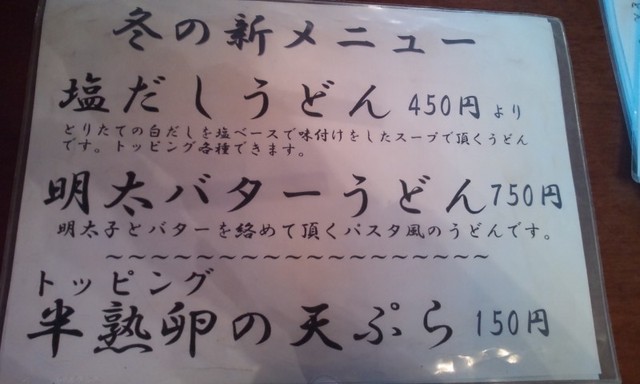 冬の新メニュー
塩だしうどん 450円 より
とりたての白だしを塩ベースで味付けをしたスープで頂くうどん
です。トッピング各種できます。
明太バターうどん 750円
明太子とバターを絡めて頂くパスタ風のうどんです。
～～～～～～～～～～～～～～～～～～
トッピング
半熟卵の天ぷら 150円